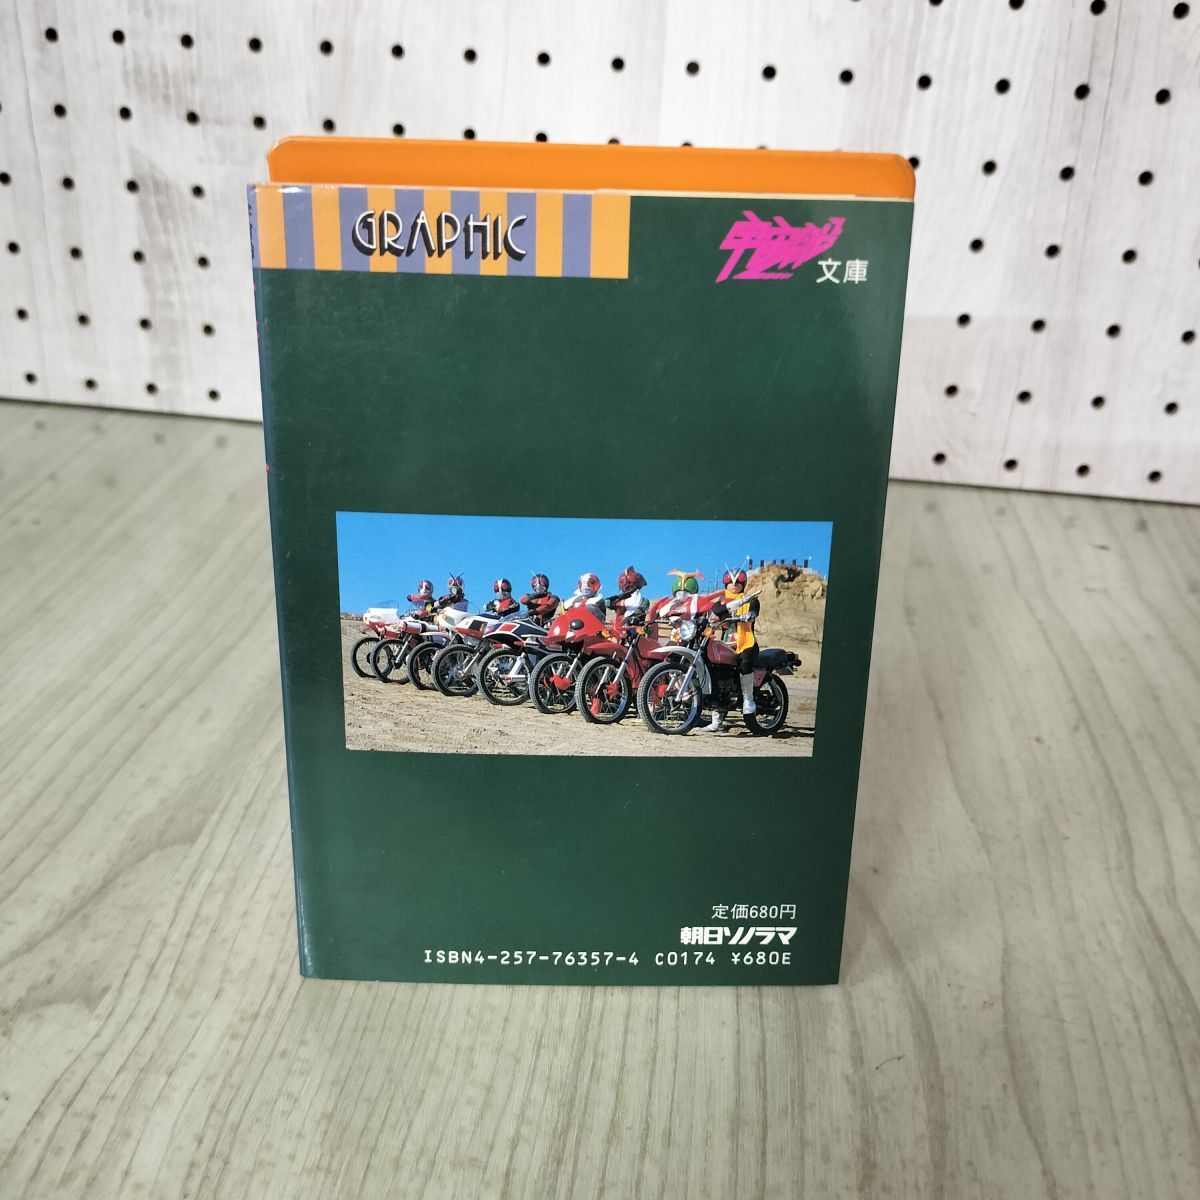 GRAPHIC
宇宙船
文庫
定価680円
朝日ソノラマ
ISBN4-257-76357-4 C0174 ¥680E